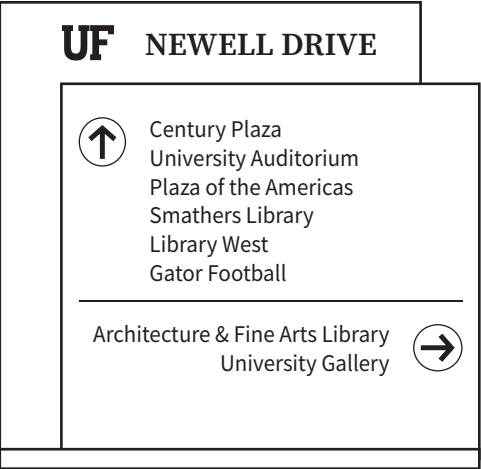 UF NEWELL DRIVE
Century Plaza
University Auditorium
Plaza of the Americas
Smathers Library
Library West
Gator Football
Architecture & Fine Arts Library
University Gallery